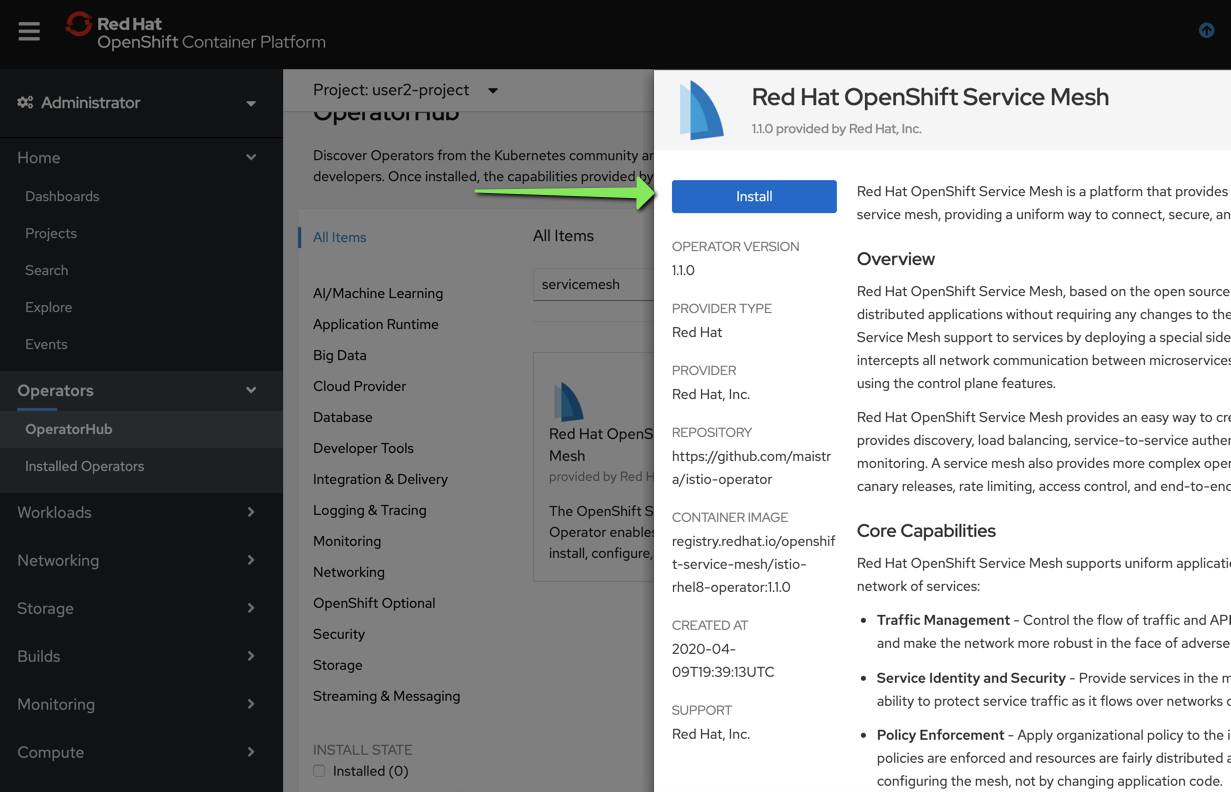 Red Hat
OpenShift Container Platform
Administrator
Home
Dashboards
Projects
Search
Explore
Events
Operators
OperatorHub
Installed Operators
Workloads
Networking
Storage
Builds
Monitoring
Compute
Project: user2-project
OperatorHub
Discover Operators from the Kubernetes community
developers. Once installed, the capabilities provided by
All Items
AI/Machine Learning
Application Runtime
Big Data
Cloud Provider
Database
Developer Tools
Integration & Delivery
Logging & Tracing
Monitoring
Networking
OpenShift Optional
Security
Storage
Streaming & Messaging
INSTALL STATE
Installed (0)
All Items
servicemesh
Red Hat OpenS
Mesh
provided by Red H
The OpenShift S
Operator enables
install, configure,
Red Hat OpenShift Service Mesh
1.1.0 provided by Red Hat, Inc.
Install
OPERATOR VERSION
1.1.0
PROVIDER TYPE
Red Hat
PROVIDER
Red Hat, Inc.
REPOSITORY
https://github.com/maistr
a/istio-operator
CONTAINER IMAGE
registry.redhat.io/openshif
t-service-mesh/istio-
rhel8-operator:1.1.0
CREATED AT
2020-04-
09T19:39:13UTC
SUPPORT
Red Hat, Inc.
Red Hat OpenShift Service Mesh is a platform that provides
service mesh, providing a uniform way to connect, secure, an
Overview
Red Hat OpenShift Service Mesh, based on the open source
distributed applications without requiring any changes to the
Service Mesh support to services by deploying a special side
intercepts all network communication between microservices
using the control plane features.
Red Hat OpenShift Service Mesh provides an easy way to cre
provides discovery, load balancing, service-to-service auther
monitoring. A service mesh also provides more complex oper
canary releases, rate limiting, access control, and end-to-enc
Core Capabilities
Red Hat OpenShift Service Mesh supports uniform applicati
network of services:
Traffic Management - Control the flow of traffic and API
and make the network more robust in the face of adverse
Service Identity and Security - Provide services in the m
ability to protect service traffic as it flows over networks o
Policy Enforcement - Apply organizational policy to the i
policies are enforced and resources are fairly distributed a
configuring the mesh, not by changing application code.